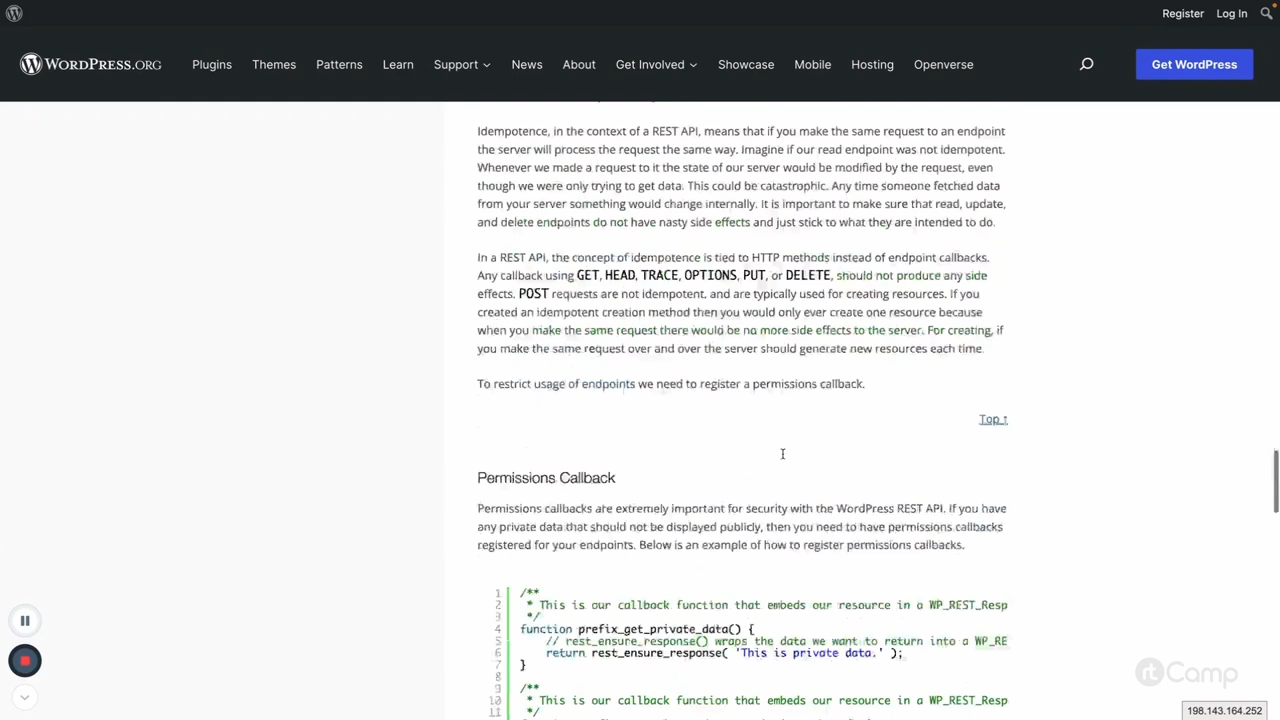 Register Log In
WORDPRESS.ORG Plugins Themes Patterns Learn Support News About Get Involved Showcase Mobile Hosting Openverse Get WordPress
Idempotence, in the context of a REST API, means that if you make the same request to an endpoint
the server will process the request the same way. Imagine if our read endpoint was not idempotent.
Whenever we made a request to it the state of our server would be modified by the request, even
though we were only trying to get data. This could be catastrophic. Any time someone fetched data
from your server something would change internally. It is important to make sure that read, update,
and delete endpoints do not have nasty side effects and just stick to what they are intended to do.
In a REST API, the concept of idempotence is tied to HTTP methods instead of endpoint callbacks.
Any callback using GET, HEAD, TRACE, OPTIONS, PUT, or DELETE, should not produce any side
effects. POST requests are not idempotent, and are typically used for creating resources. If you
created an idempotent creation method then you would only ever create one resource because
when you make the same request there would be no more side effects to the server. For creating, if
you make the same request over and over the server should generate new resources each time.
To restrict usage of endpoints we need to register a permissions callback.
Top ↑
Permissions Callback
Permissions callbacks are extremely important for security with the WordPress REST API. If you have
any private data that should not be displayed publicly, then you need to have permissions callbacks
registered for your endpoints. Below is an example of how to register permissions callbacks.
1 /**
2 * This is our callback function that embeds our resource in a WP_REST_Resp
3 */
4 function prefix_get_private_data() {
5 // rest_ensure_response() wraps the data we want to return into a WP_RE
6 return rest_ensure_response( 'This is private data.' );
7 }
8
9 /**
10 * This is our callback function that embeds our resource in a WP_REST_Resp
11 */
rtCamp
198.143.164.252